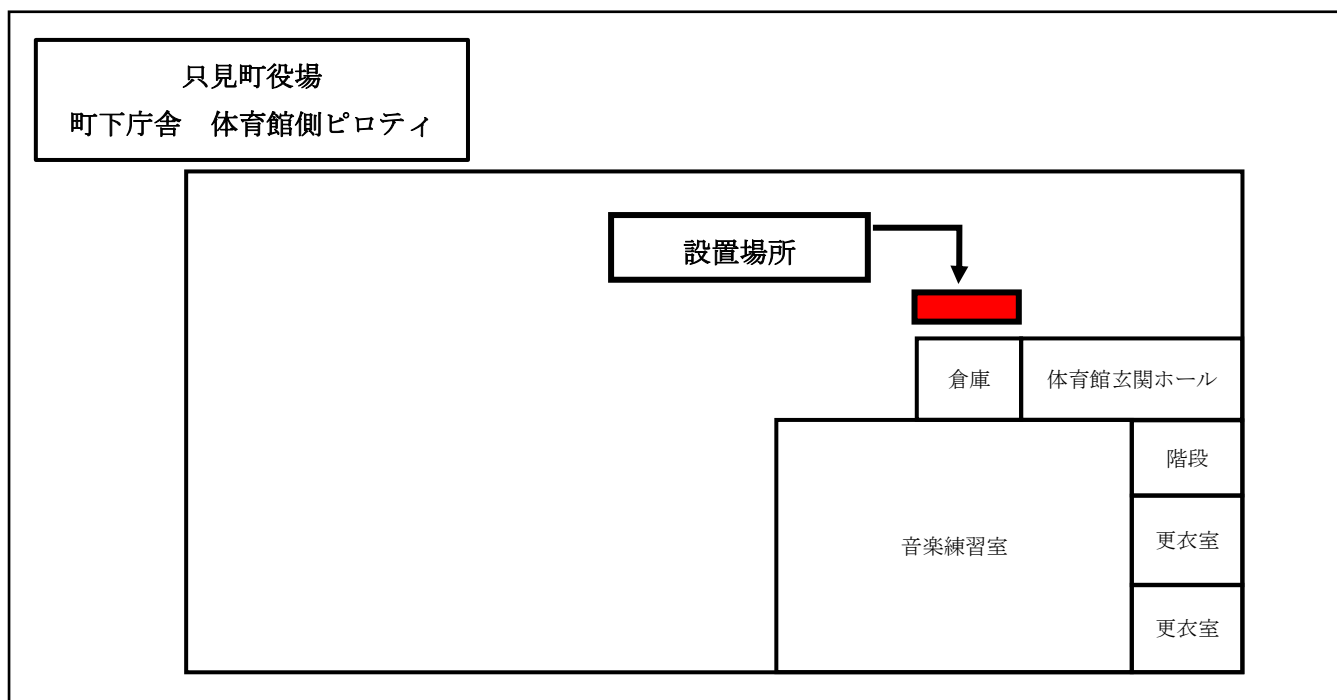 只見町役場
町下庁舎　体育館側ピロティ
設置場所
倉庫
体育館玄関ホール
階段
音楽練習室
更衣室
更衣室